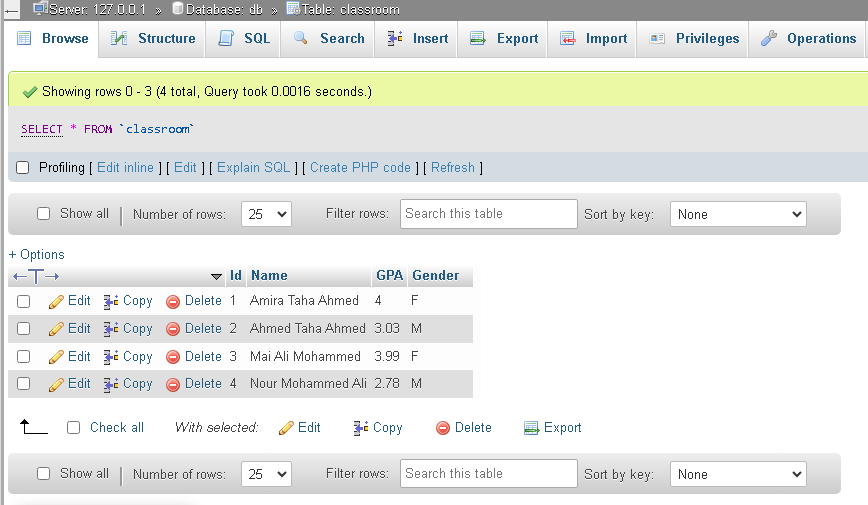 ← Server: 127.0.0.1 » Database: db » Table: classroom
Browse Structure SQL Search Insert Export Import Privileges Operations
Showing rows 0 - 3 (4 total, Query took 0.0016 seconds.)
SELECT * FROM `classroom`
Profiling [ Edit inline ] [ Edit ] [ Explain SQL ] [ Create PHP code ] [ Refresh ]
Show all | Number of rows: 25 Filter rows: Search this table Sort by key: None
+ Options
←T→ Id Name GPA Gender
Edit Copy Delete 1 Amira Taha Ahmed 4 F
Edit Copy Delete 2 Ahmed Taha Ahmed 3.03 M
Edit Copy Delete 3 Mai Ali Mohammed 3.99 F
Edit Copy Delete 4 Nour Mohammed Ali 2.78 M
Check all With selected: Edit Copy Delete Export
Show all | Number of rows: 25 Filter rows: Search this table Sort by key: None